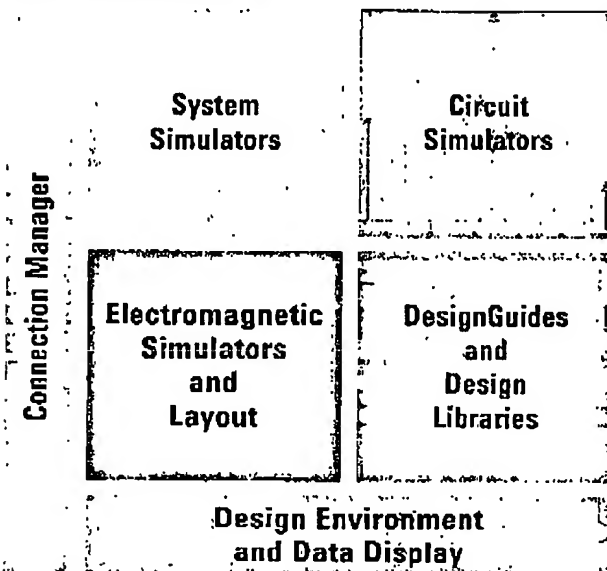 System
Simulators
Circuit
Simulators
Connection Manager
Electromagnetic
Simulators
and
Layout
DesignGuides
and
Design
Libraries
Design Environment
and Data Display